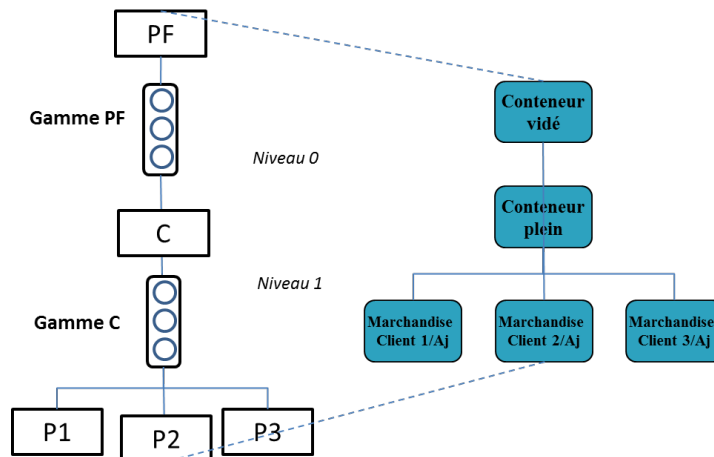 PF
Gamme PF
Niveau 0
C
Niveau 1
Gamme C
P1
P2
P3
Conteneur
vidé
Conteneur
plein
Marchandise
Client 1/Aj
Marchandise
Client 2/Aj
Marchandise
Client 3/Aj